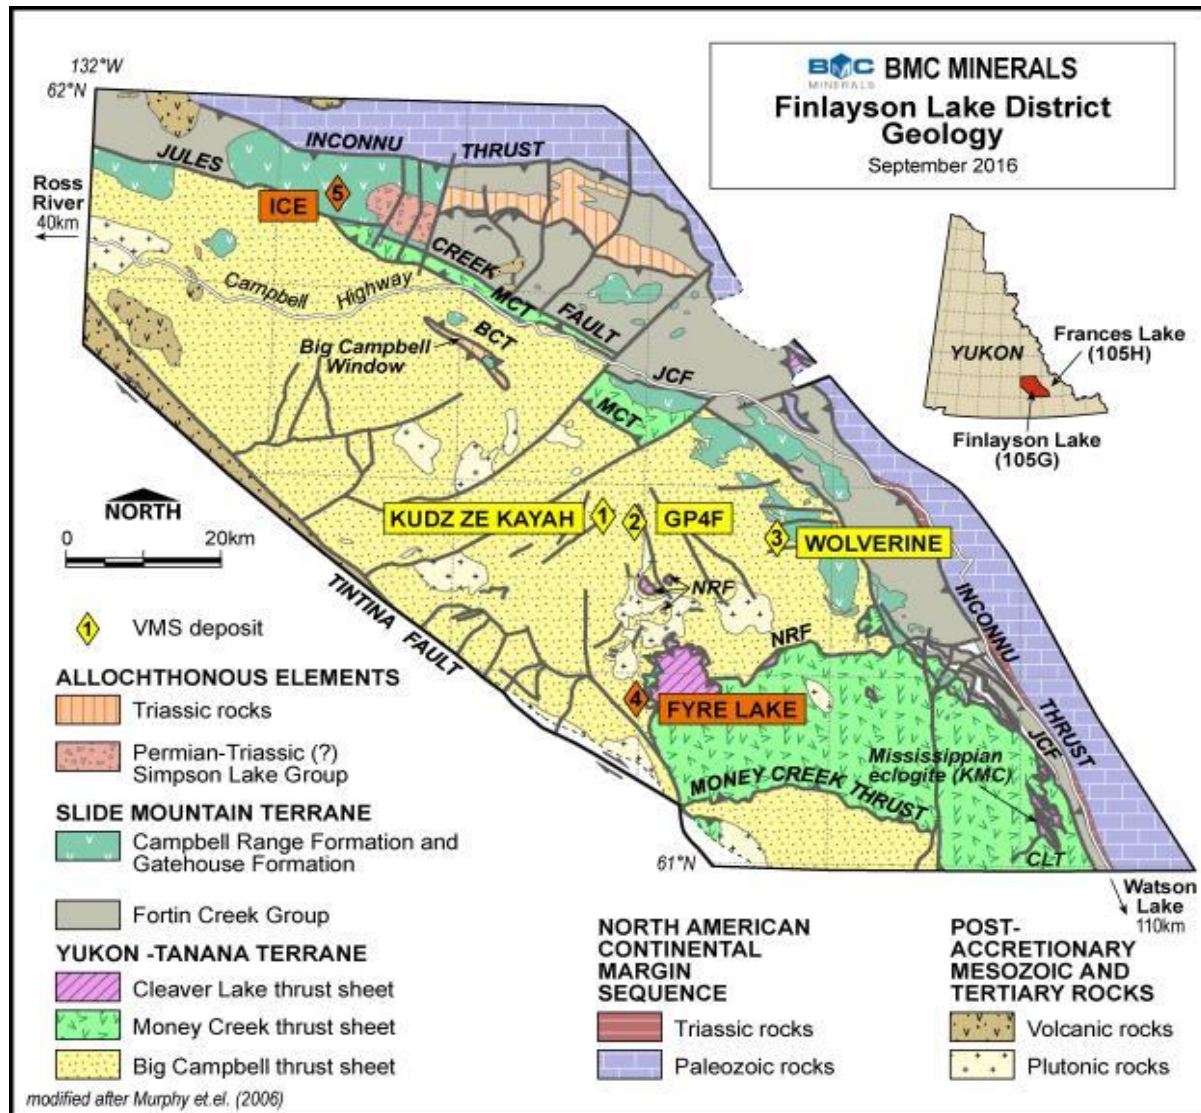 BMC MINERALS
MINERALS
Finlayson Lake District
Geology
September 2016
132°W
62°N
INCONNU THRUST
JULES
Ross
River
40km
5
ICE
CREEK
Campbell Highway
MCT
FAULT
BCT
Big Campbell
Window
JCF
MCT
YUKON
Frances Lake
(105H)
Finlayson Lake
(105G)
NORTH
0 20km
KUDZ ZE KAYAH
1
2
GP4F
3
WOLVERINE
NRF
NRF
INCONNU
THRUST
TINTINA FAULT
4
FYRE LAKE
JCF
Mississippian
eclogite (KMC)
MONEY CREEK THRUST
CLT
61°N
Watson
Lake
110km
1
VMS deposit
ALLOCHTHONOUS ELEMENTS
Triassic rocks
Permian-Triassic (?)
Simpson Lake Group
SLIDE MOUNTAIN TERRANE
Campbell Range Formation and
Gatehouse Formation
Fortin Creek Group
YUKON -TANANA TERRANE
Cleaver Lake thrust sheet
Money Creek thrust sheet
Big Campbell thrust sheet
NORTH AMERICAN
CONTINENTAL
MARGIN
SEQUENCE
Triassic rocks
Paleozoic rocks
POST-
ACCRETIONARY
MESOZOIC AND
TERTIARY ROCKS
Volcanic rocks
Plutonic rocks
modified after Murphy et.el. (2006)